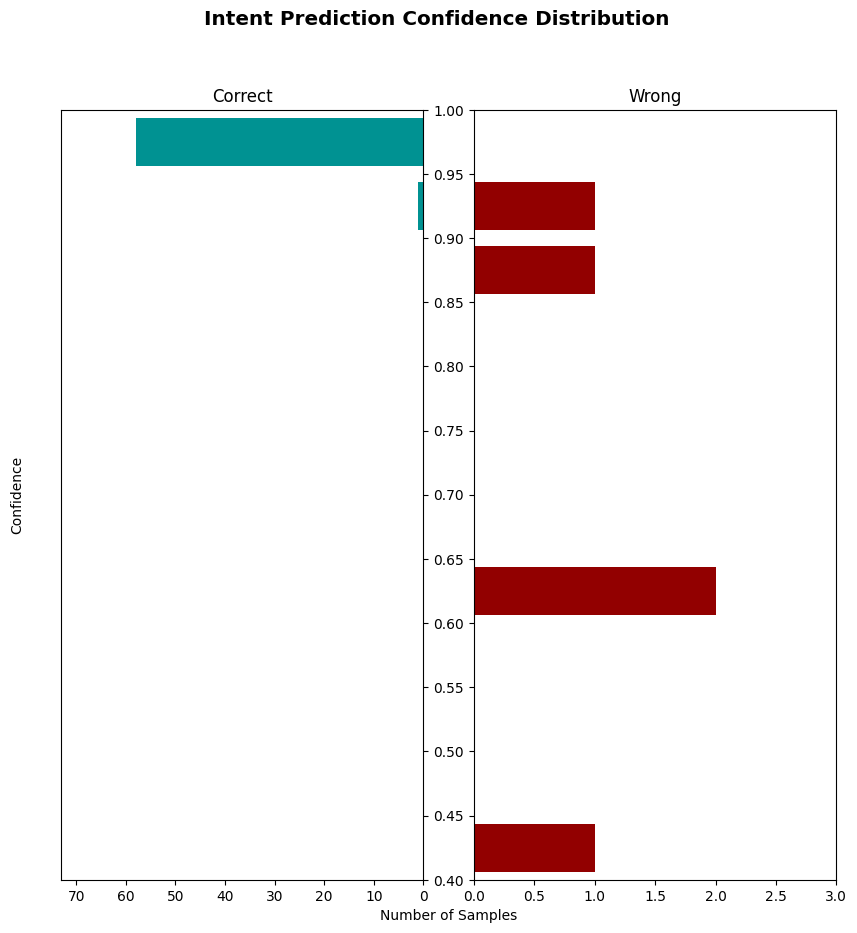 Intent Prediction Confidence Distribution
Correct
Wrong
1.00
0.95
0.90
0.85
0.80
0.75
0.70
0.65
0.60
0.55
0.50
0.45
0.40
Confidence
70 60 50 40 30 20 10 0
0.0 0.5 1.0 1.5 2.0 2.5 3.0
Number of Samples